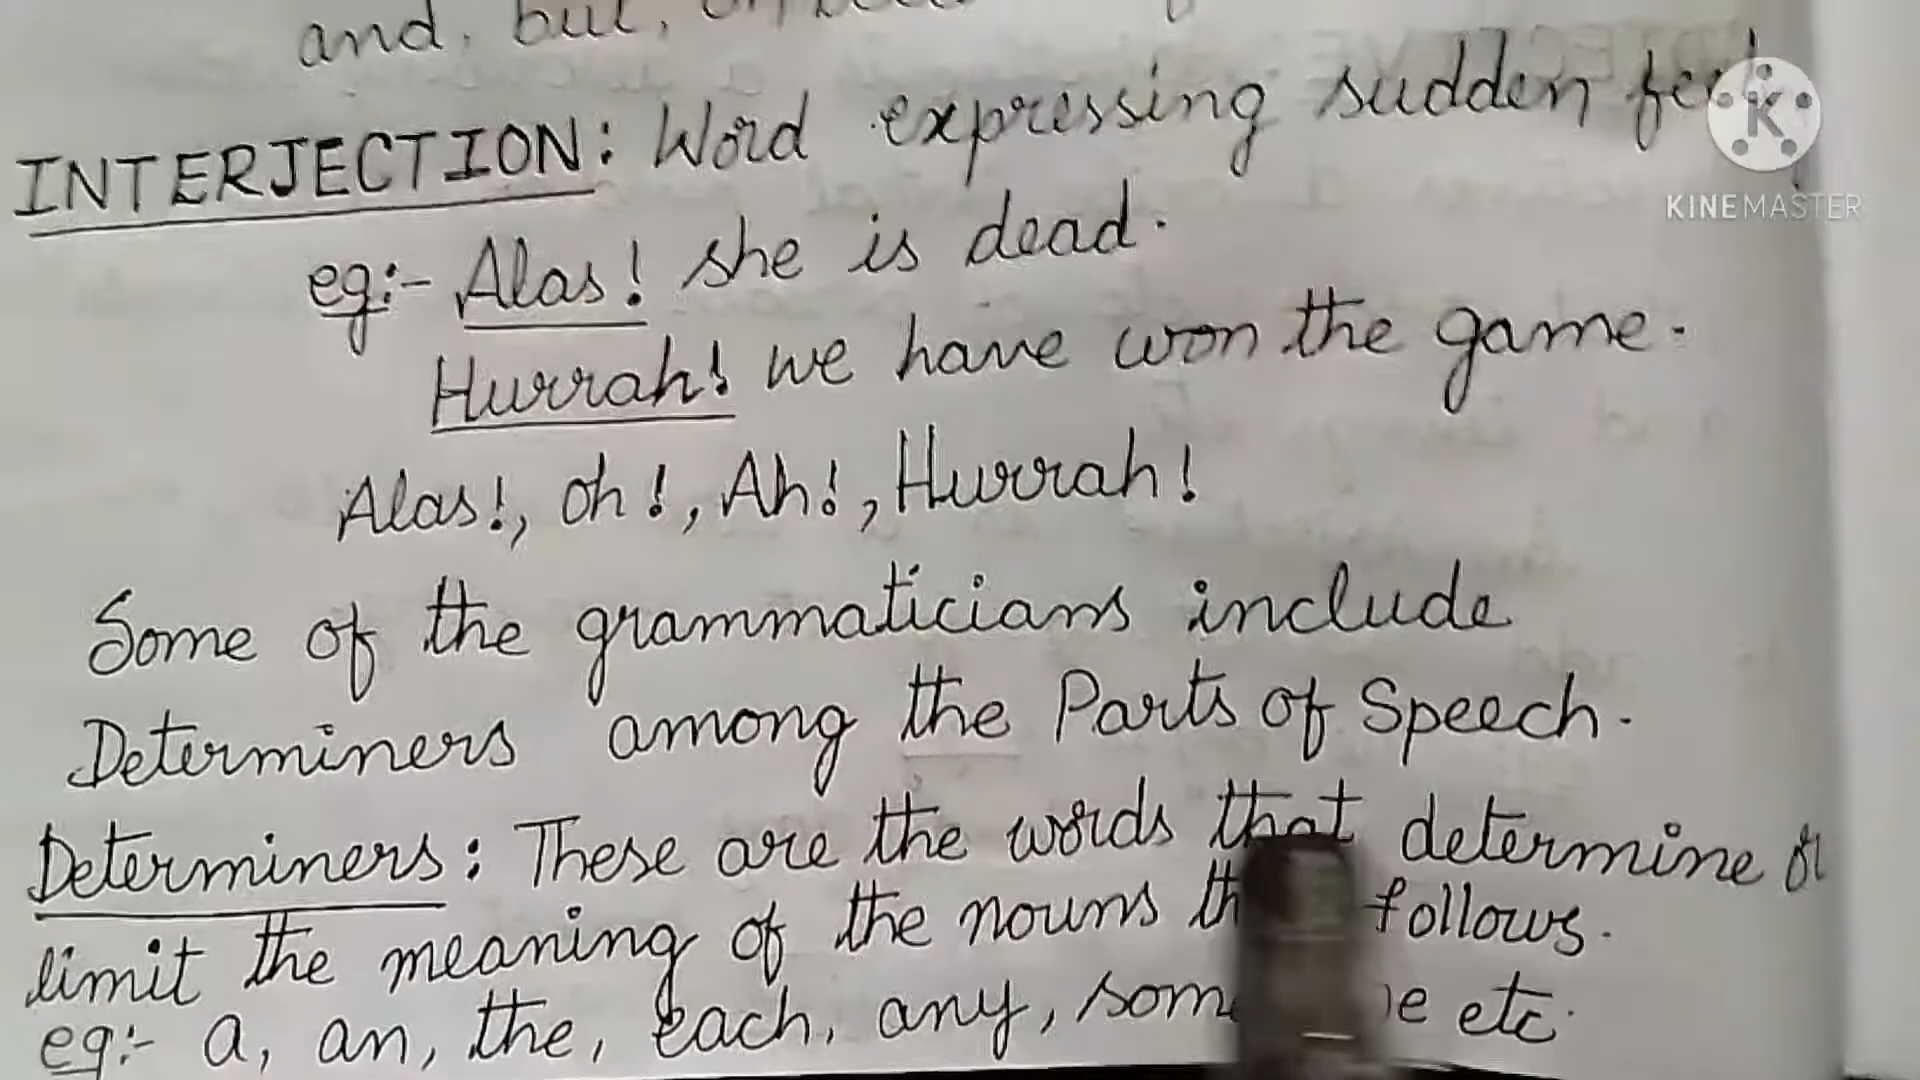 and, but,
INTERJECTION: Word expressing sudden
eg:- Alas! she is dead.
Hurrah! we have won the game.
Alas!, Oh!, Ah!, Hurrah!
Some of the grammaticians include
Determiners among the Parts of Speech.
Determiners: These are the words that determine or
limit the meaning of the nouns follows.
eg:- a, an, the, each, any, etc.
K
KINEMASTER